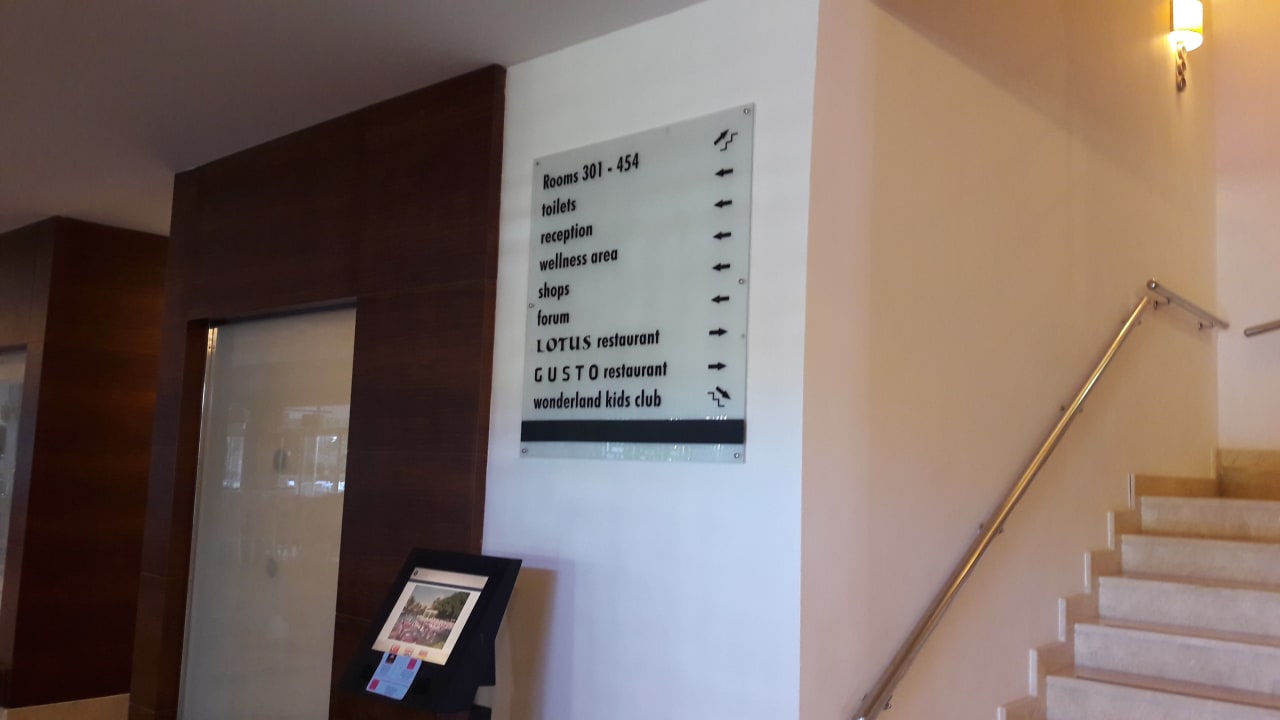 Rooms 301 - 454
toilets
reception
wellness area
shops
forum
LOTUS restaurant
GUSTO restaurant
wonderland kids club